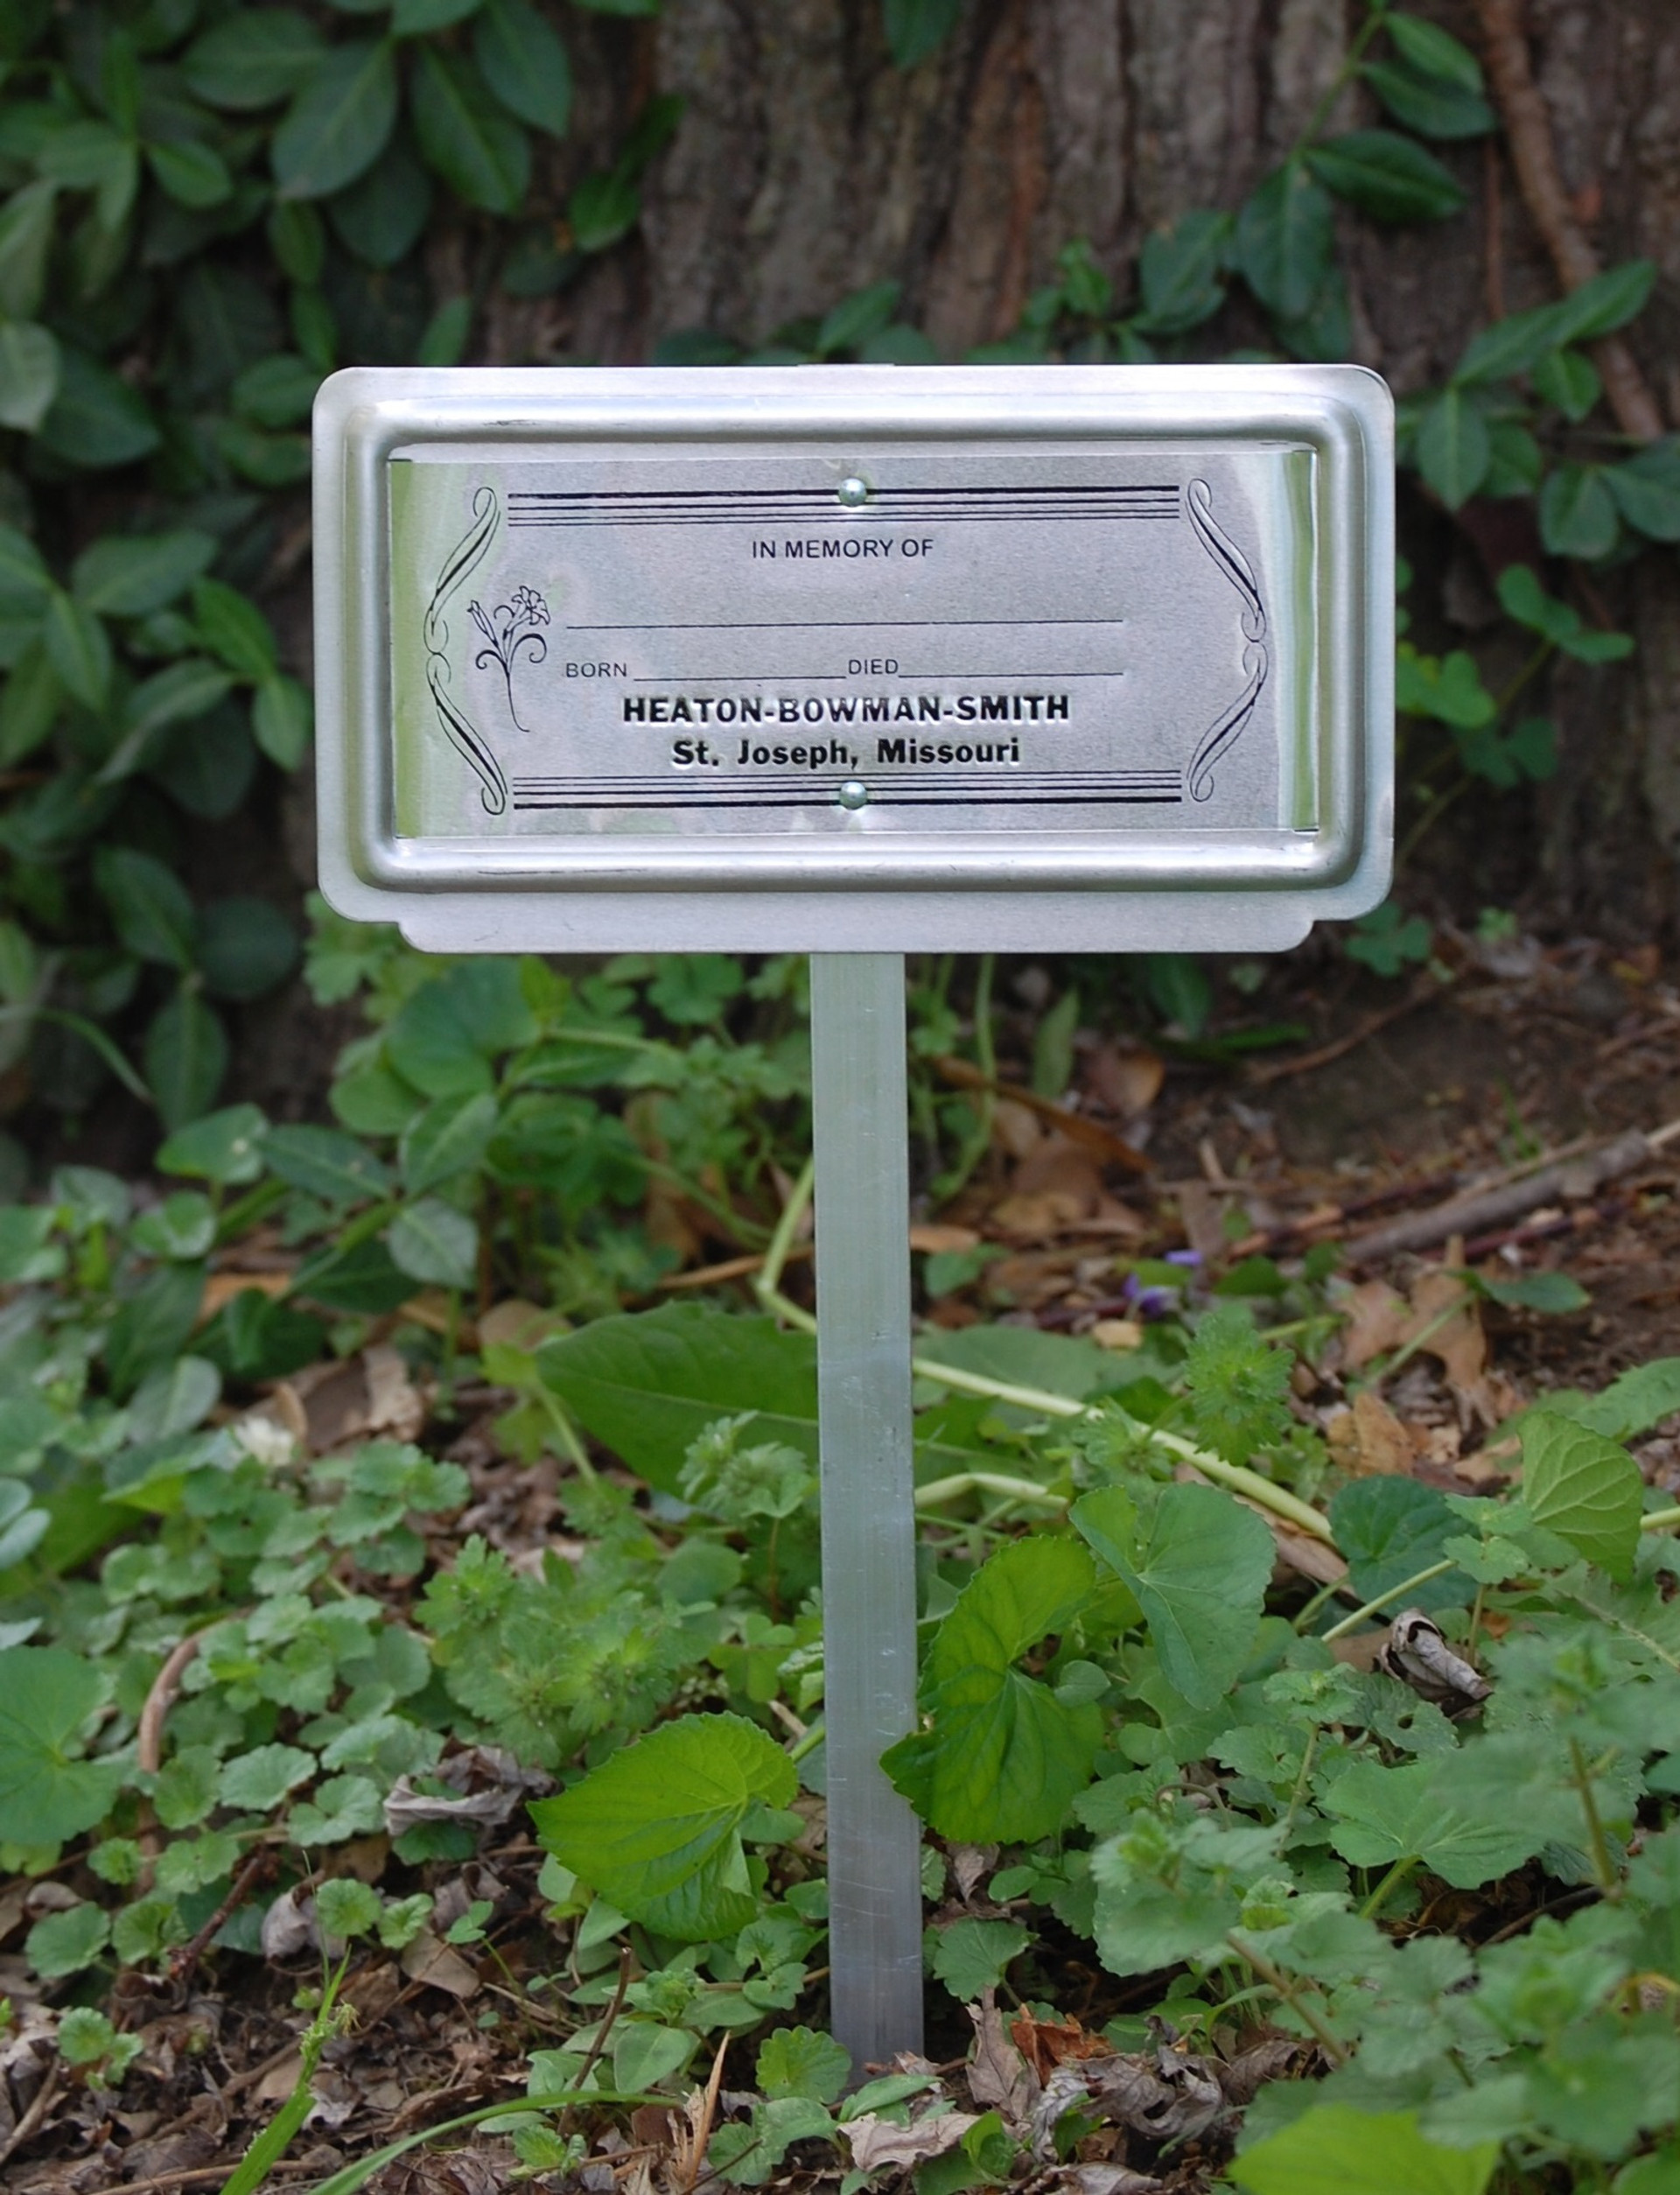 IN MEMORY OF
BORN DIED
HEATON-BOWMAN-SMITH
St. Joseph, Missouri